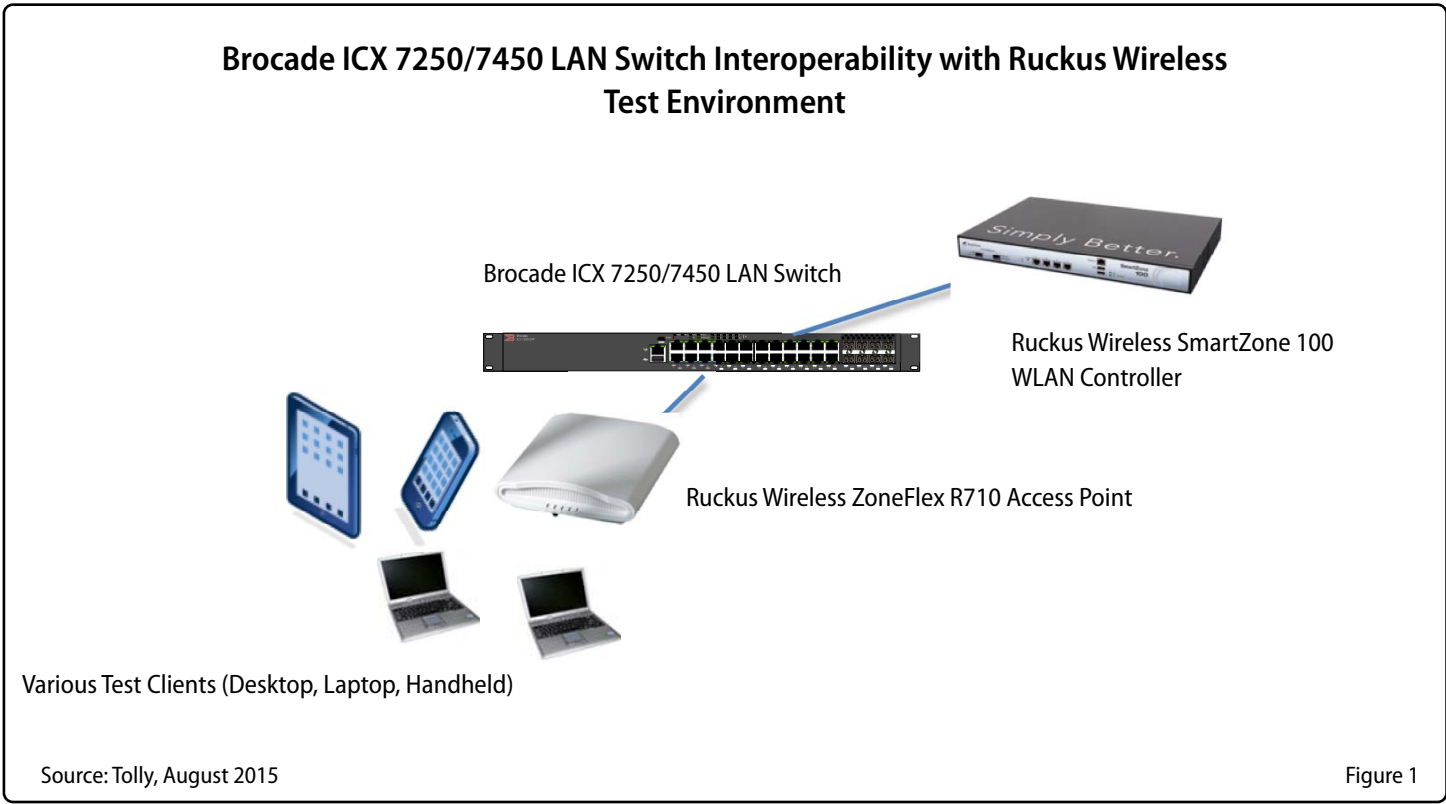 Brocade ICX 7250/7450 LAN Switch Interoperability with Ruckus Wireless
Test Environment
Simply Better.
Brocade ICX 7250/7450 LAN Switch
SmartZone
100
Ruckus Wireless SmartZone 100
WLAN Controller
Ruckus Wireless ZoneFlex R710 Access Point
Various Test Clients (Desktop, Laptop, Handheld)
Source: Tolly, August 2015
Figure 1